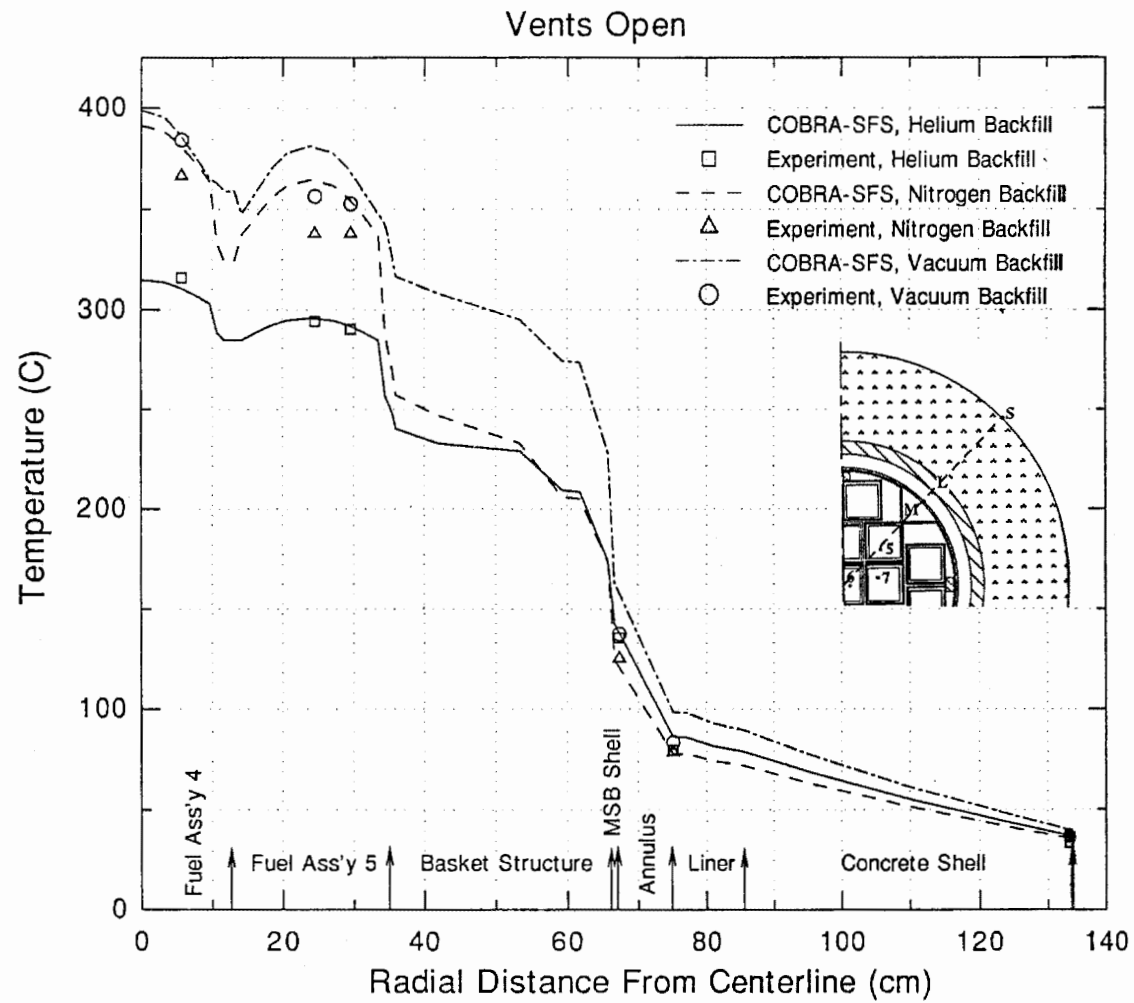 Vents Open
COBRA-SFS, Helium Backfill
Experiment, Helium Backfill
COBRA-SFS, Nitrogen Backfill
Experiment, Nitrogen Backfill
COBRA-SFS, Vacuum Backfill
Experiment, Vacuum Backfill
Temperature (C)
400
300
200
100
0
S
L
M
5
7
Fuel Ass'y 4
Fuel Ass'y 5
Basket Structure
MSB Shell
Annulus
Liner
Concrete Shell
0
20
40
60
80
100
120
140
Radial Distance From Centerline (cm)